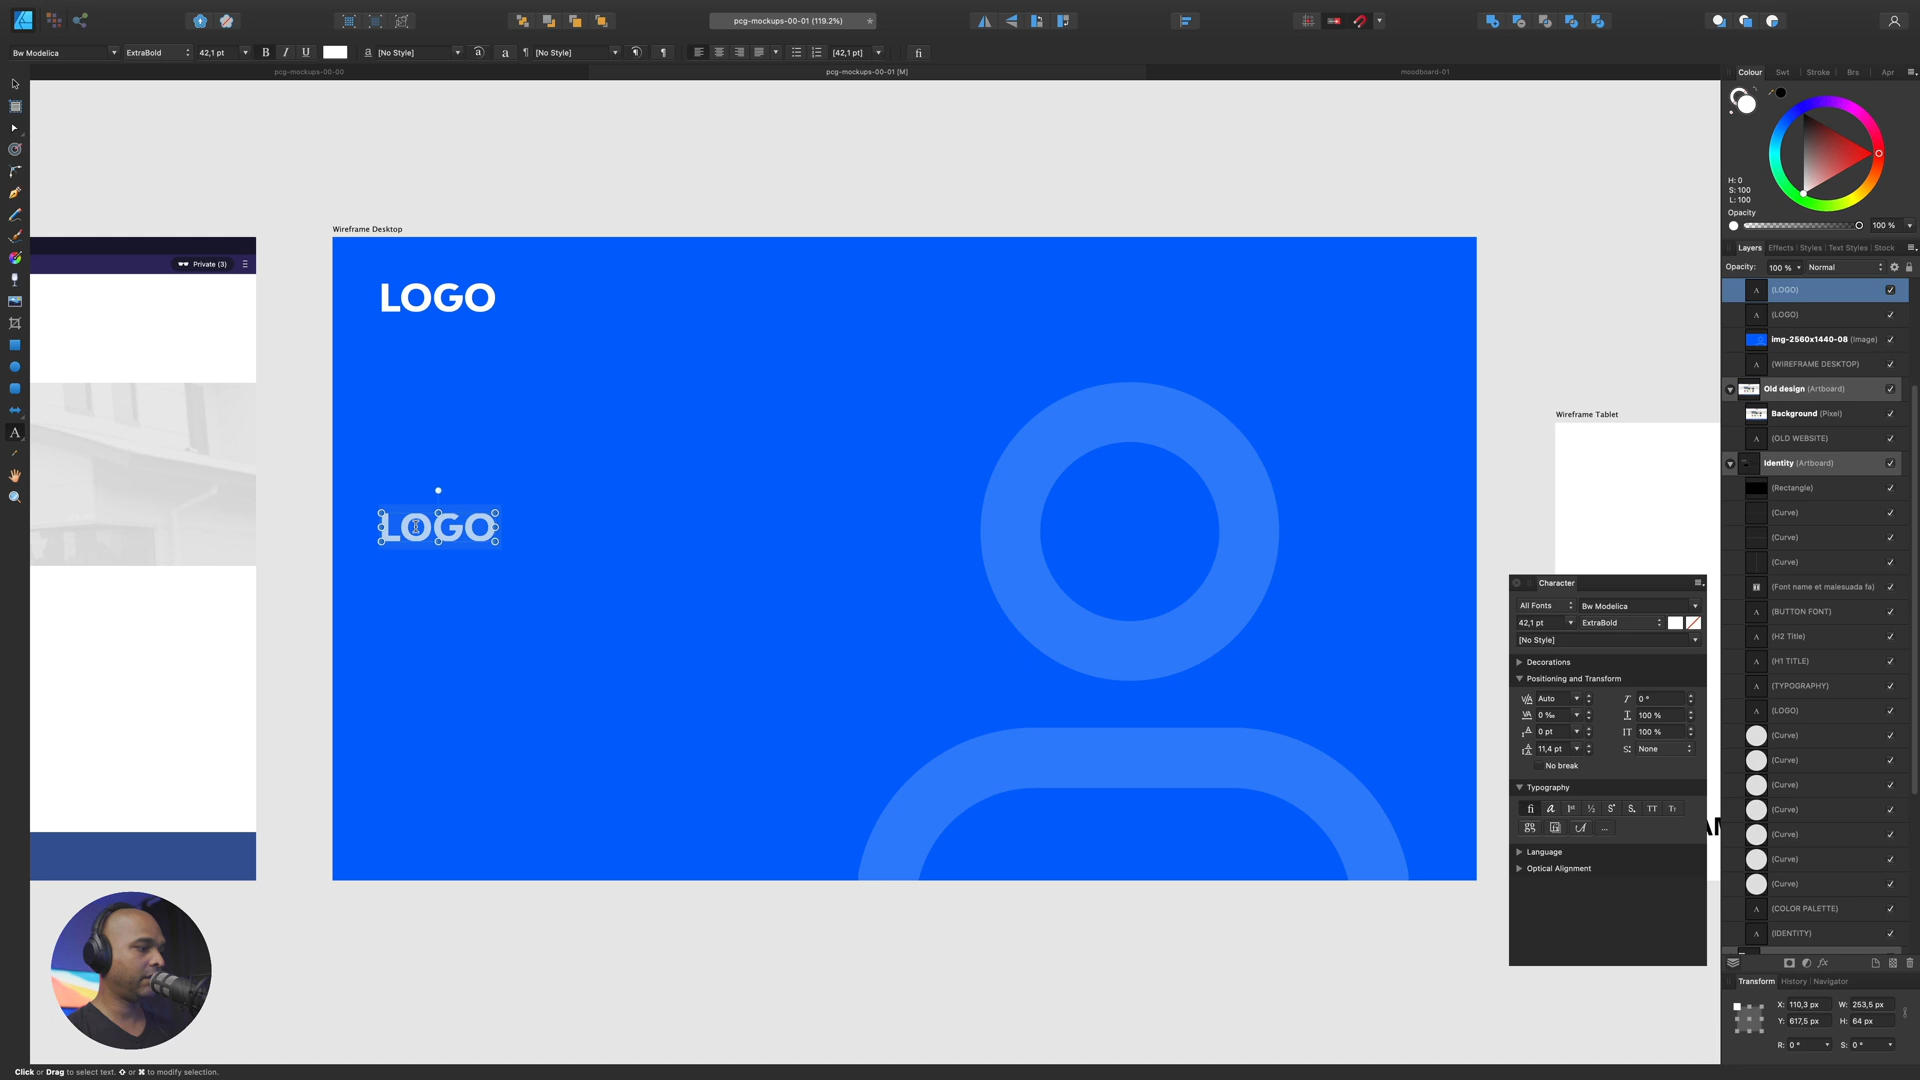 pcg-mockups-00-01 (119.2%)
*
Bw Modelica
ExtraBold
42,1 pt
B
I
U
a
[No Style]
a
a
¶
[No Style]
¶
[42,1 pt]
fi
pcg-mockups-00-00
pcg-mockups-00-01 [M]
moodboard-01
Wireframe Desktop
Private (3)
LOGO
LOGO
Wireframe Tablet
A
Character
All Fonts
Bw Modelica
42,1 pt
ExtraBold
[No Style]
Decorations
Positioning and Transform
Auto
0 °
0 ‰
100 %
0 pt
100 %
11,4 pt
None
No break
Typography
Language
Optical Alignment
Colour
Swt
Stroke
Brs
Apr
H: 0
S: 100
L: 100
Opacity
100 %
Layers
Effects
Styles
Text Styles
Stock
Opacity:
100 %
Normal
(LOGO)
(LOGO)
img-2560x1440-08 (Image)
(WIREFRAME DESKTOP)
Old design (Artboard)
Background (Pixel)
(OLD WEBSITE)
Identity (Artboard)
(Rectangle)
(Curve)
(Curve)
(Curve)
(Font name et malesuada fa)
(BUTTON FONT)
(H2 Title)
(H1 TITLE)
(TYPOGRAPHY)
(LOGO)
(Curve)
(Curve)
(Curve)
(Curve)
(Curve)
(Curve)
(Curve)
(COLOR PALETTE)
(IDENTITY)
Transform
History
Navigator
X: 110,3 px
W: 253,5 px
Y: 617,5 px
H: 64 px
R: 0 °
S: 0 °
Click or Drag to select text. ⇧ or ⌘ to modify selection.